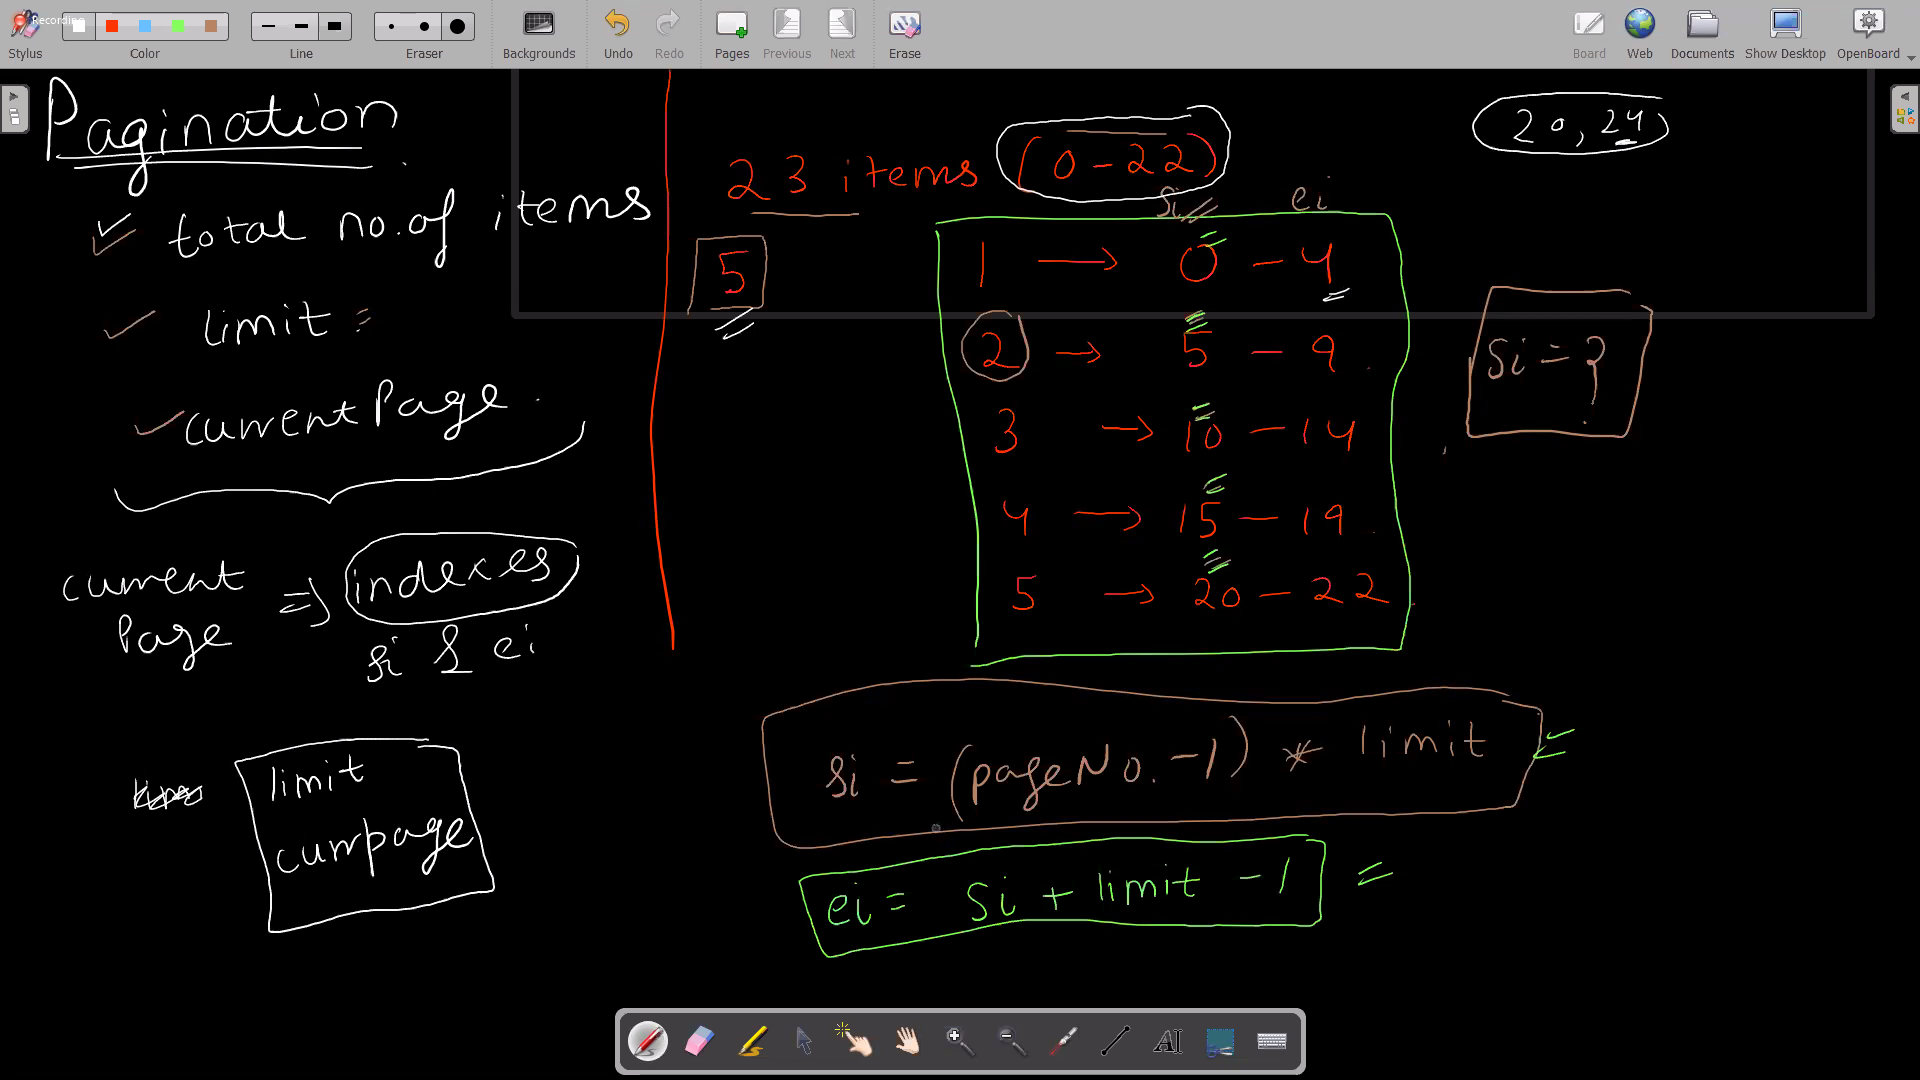 Recording
Stylus
Color
Line
Eraser
Backgrounds
Undo
Redo
Pages
Previous
Next
Erase
Board
Web
Documents
Show Desktop
OpenBoard
Pagination
total no. of items
limit =
currentPage
current Page => indexes
si & ei
limit
currpage
23 items (0-22)
20, 24
5
si ei
1 → 0 - 4
2 → 5 - 9
3 → 10 - 14
4 → 15 - 19
5 → 20 - 22
si = ?
si = (pageNo. -1) * limit
ei = si + limit - 1